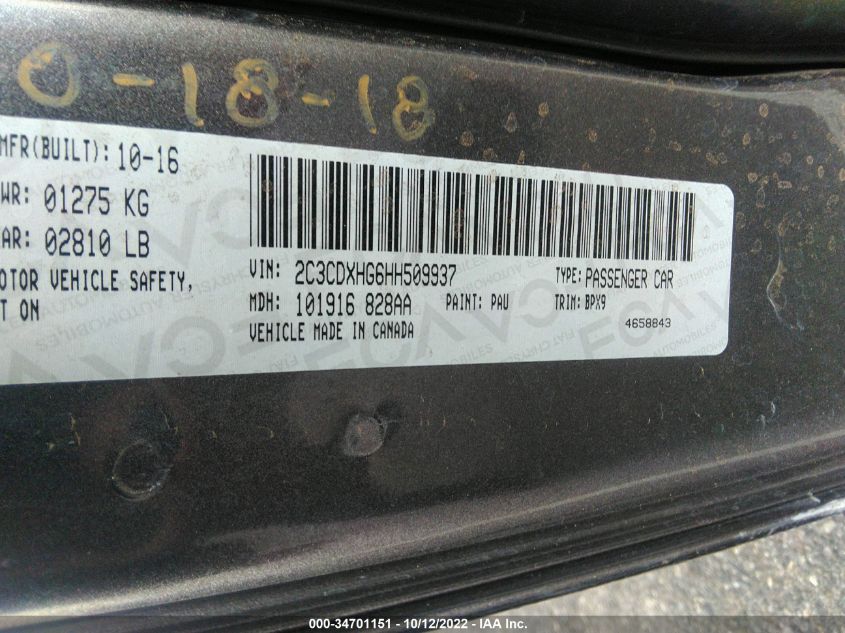 0-18-18
MFR(BUILT): 10-16
WR: 01275 KG
AR: 02810 LB
OTOR VEHICLE SAFETY,
T ON
VIN: 2C3CDXHG6HH509937
TYPE: PASSENGER CAR
MDH: 101916 828AA
PAINT: PAU
TRIM: BPX9
VEHICLE MADE IN CANADA
4658843
000-34701151 - 10/12/2022 - IAA Inc.